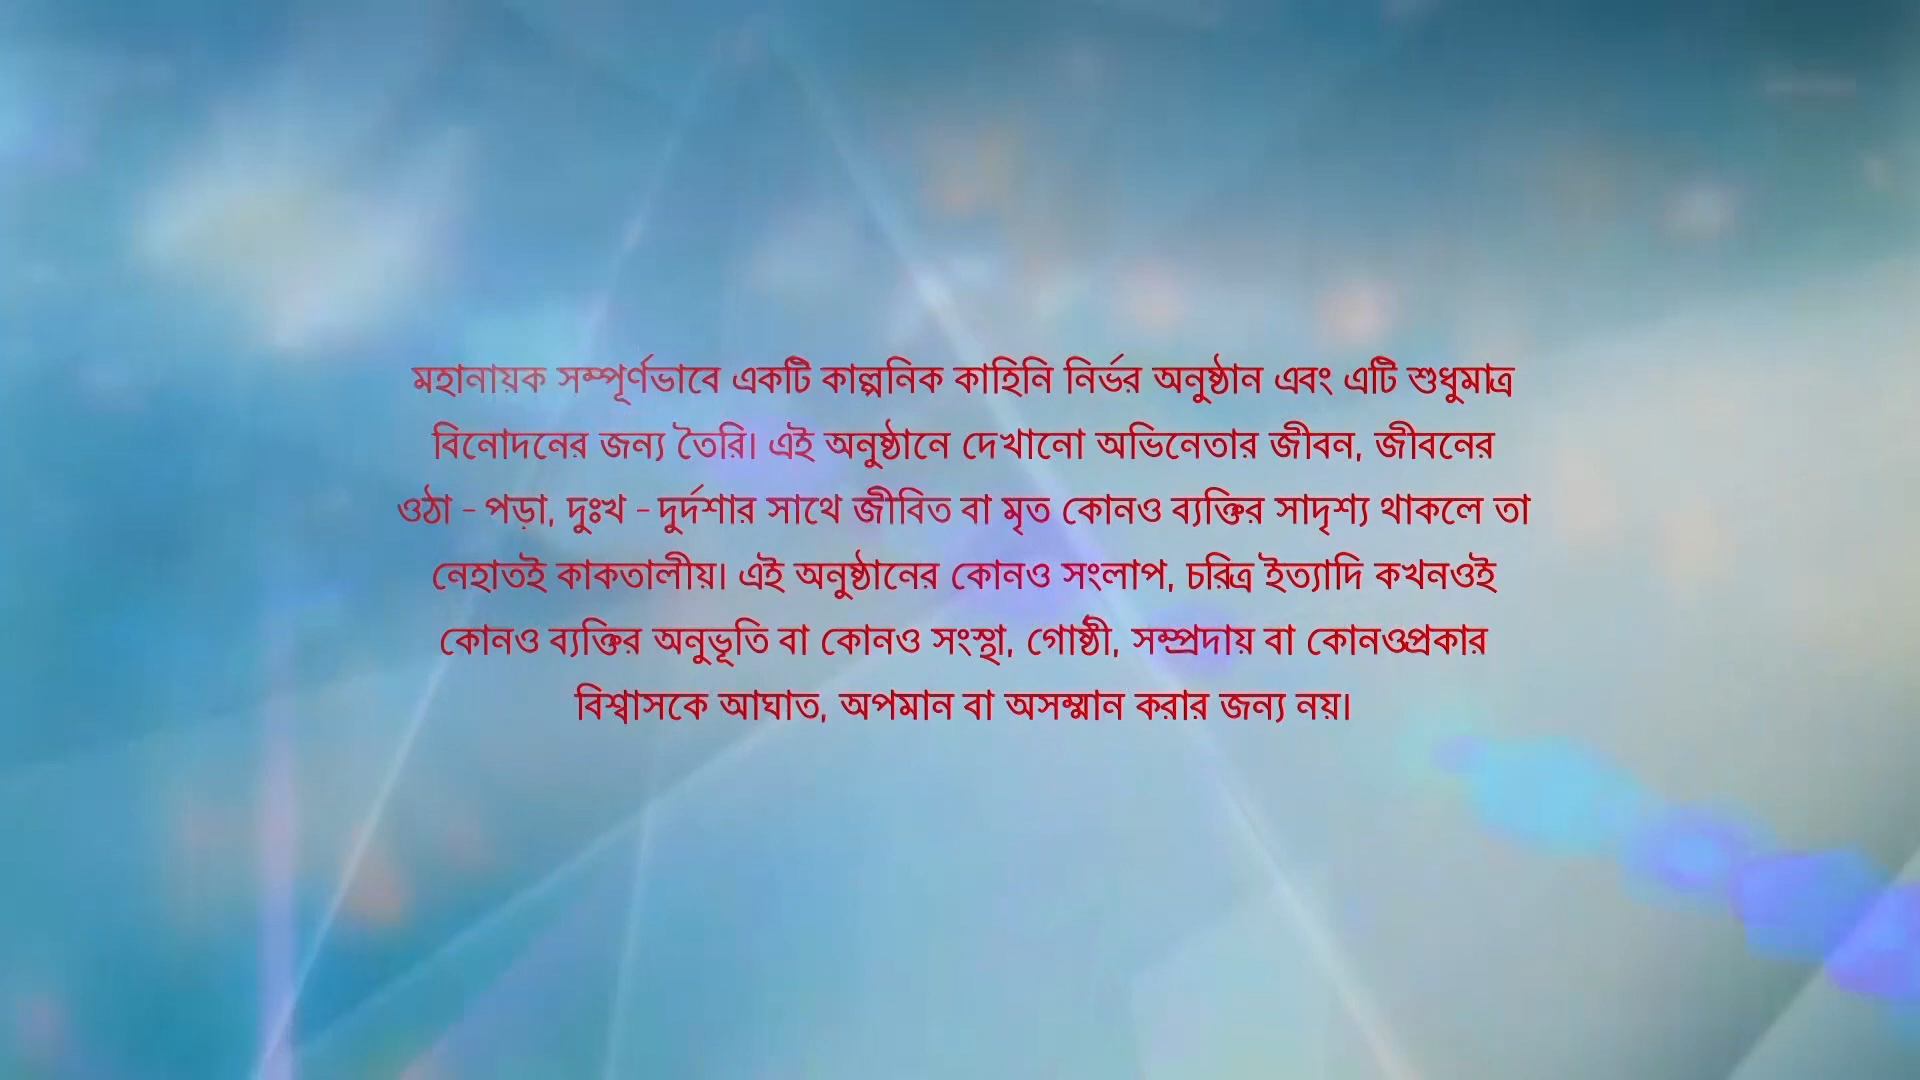 মহানায়ক সম্পূর্ণভাবে একটি কাল্পনিক কাহিনি নির্ভর অনুষ্ঠান এবং এটি শুধুমাত্র
বিনোদনের জন্য তৈরি। এই অনুষ্ঠানে দেখানো অভিনেতার জীবন, জীবনের
ওঠা - পড়া, দুঃখ - দুর্দশার সাথে জীবিত বা মৃত কোনও ব্যক্তির সাদৃশ্য থাকলে তা
নেহাতই কাকতালীয়। এই অনুষ্ঠানের কোনও সংলাপ, চরিত্র ইত্যাদি কখনওই
কোনও ব্যক্তির অনুভূতি বা কোনও সংস্থা, গোষ্ঠী, সম্প্রদায় বা কোনওপ্রকার
বিশ্বাসকে আঘাত, অপমান বা অসম্মান করার জন্য নয়।